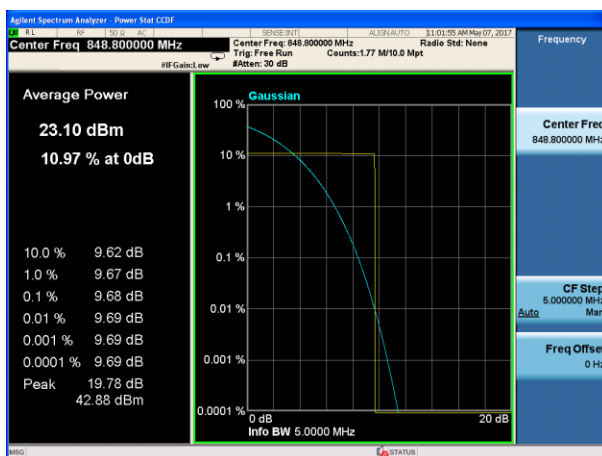 Agilent Spectrum Analyzer - Power Stat CCDF
RL RF 50 Ω AC SENSE:INT ALIGNAUTO 11:01:55 AM May 07, 2017
Center Freq 848.800000 MHz
Center Freq: 848.800000 MHz Radio Std: None
Trig: Free Run Counts:1.77 M/10.0 Mpt
#IFGain:Low #Atten: 30 dB
Frequency
Average Power
23.10 dBm
10.97 % at 0dB
10.0 % 9.62 dB
1.0 % 9.67 dB
0.1 % 9.68 dB
0.01 % 9.69 dB
0.001 % 9.69 dB
0.0001 % 9.69 dB
Peak 19.78 dB
42.88 dBm
Gaussian
100 %
10 %
1 %
0.1 %
0.01 %
0.001 %
0.0001 %
0 dB 20 dB
Info BW 5.0000 MHz
Center Freq
848.800000 MHz
CF Step
5.000000 MHz
Auto Man
Freq Offset
0 Hz
MSG STATUS